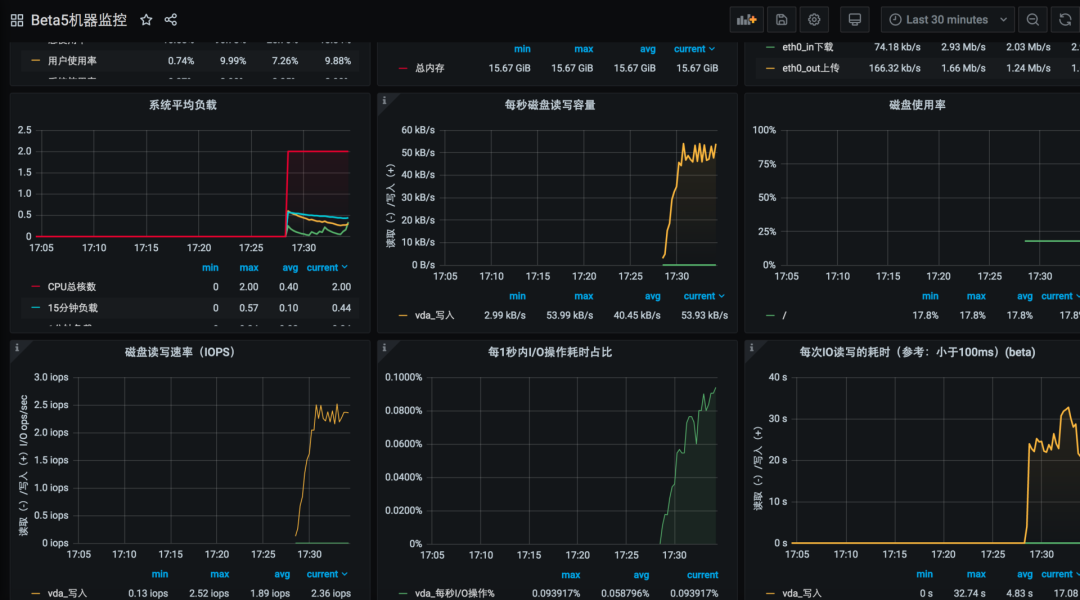 Beta5机器监控
Last 30 minutes
用户使用率 0.74% 9.99% 7.26% 9.88%
min max avg current
总内存 15.67 GiB 15.67 GiB 15.67 GiB 15.67 GiB
eth0_in下载 74.18 kb/s 2.93 Mb/s 2.03 Mb/s 2.
eth0_out上传 166.32 kb/s 1.66 Mb/s 1.24 Mb/s 1.
系统平均负载
2.5
2.0
1.5
1.0
0.5
0
17:05 17:10 17:15 17:20 17:25 17:30
min max avg current
CPU总核数 0 2.00 0.40 2.00
15分钟负载 0 0.57 0.10 0.44
每秒磁盘读写容量
读取（-）/写入（+）
60 kB/s
50 kB/s
40 kB/s
30 kB/s
20 kB/s
10 kB/s
0 B/s
17:05 17:10 17:15 17:20 17:25 17:30
min max avg current
vda_写入 2.99 kB/s 53.99 kB/s 40.45 kB/s 53.93 kB/s
磁盘使用率
100%
75%
50%
25%
0%
17:05 17:10 17:15 17:20 17:25 17:30
min max avg current
/ 17.8% 17.8% 17.8% 17.8
磁盘读写速率（IOPS）
读取（-）/写入（+）I/O ops/sec
3.0 iops
2.5 iops
2.0 iops
1.5 iops
1.0 iops
0.5 iops
0 iops
17:05 17:10 17:15 17:20 17:25 17:30
min max avg current
vda_写入 0.13 iops 2.52 iops 1.89 iops 2.36 iops
每1秒内I/O操作耗时占比
0.1000%
0.0800%
0.0600%
0.0400%
0.0200%
0%
17:05 17:10 17:15 17:20 17:25 17:30
max avg current
vda_每秒I/O操作% 0.093917% 0.058796% 0.093917%
每次IO读写的耗时（参考：小于100ms）(beta)
读取（-）/写入（+）
40 s
30 s
20 s
10 s
0 s
17:05 17:10 17:15 17:20 17:25 17:30
min max avg current
vda_写入 0 s 32.74 s 4.83 s 17.08